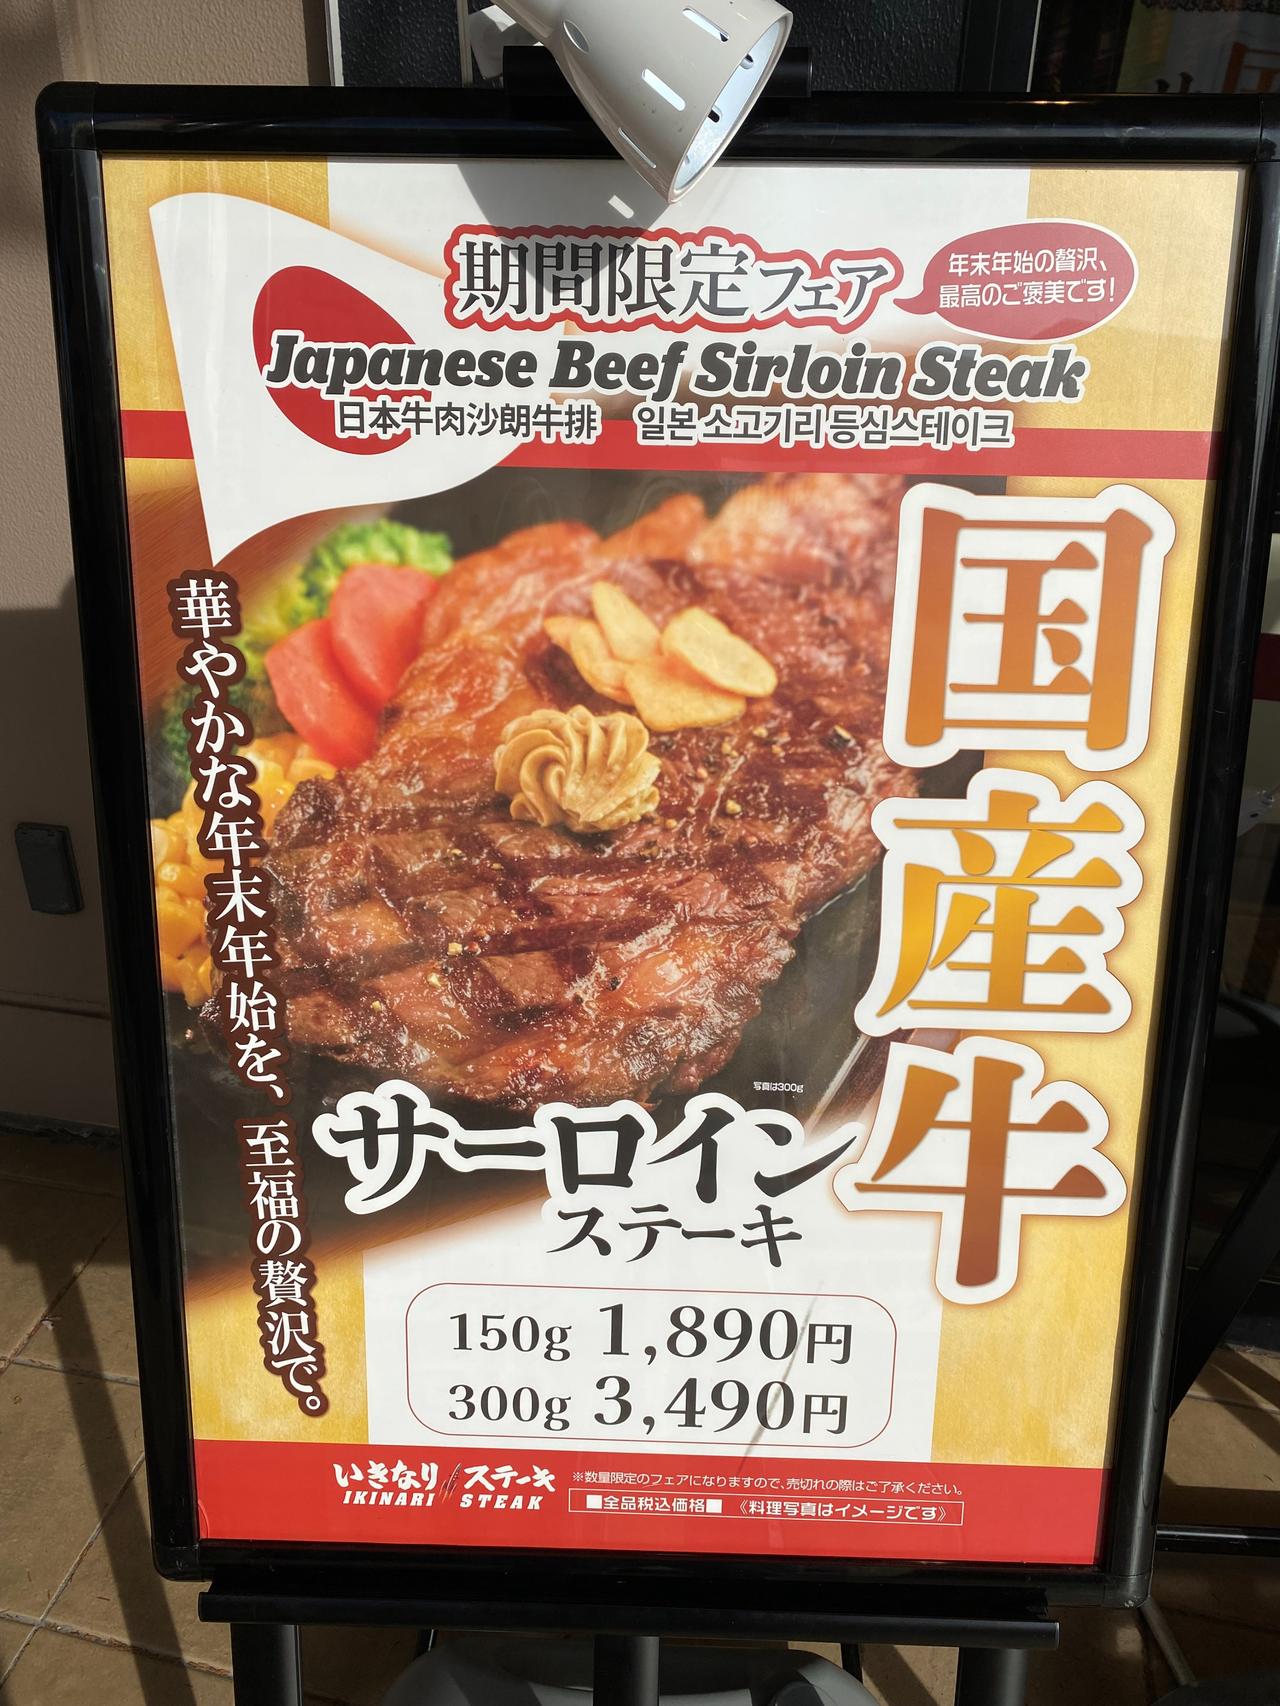 期間限定フェア
年末年始の贅沢、
最高のご褒美です!
Japanese Beef Sirloin Steak
日本牛肉沙朗牛排 일본 소고기리 등심스테이크
国産牛
華やかな年末年始を、至福の贅沢で。
写真は300g
サーロイン
ステーキ
150g 1,890円
300g 3,490円
いきなりステーキ
IKINARI STEAK
※数量限定のフェアになりますので、売切れの際はご了承ください。
■全品税込価格■ 《料理写真はイメージです》